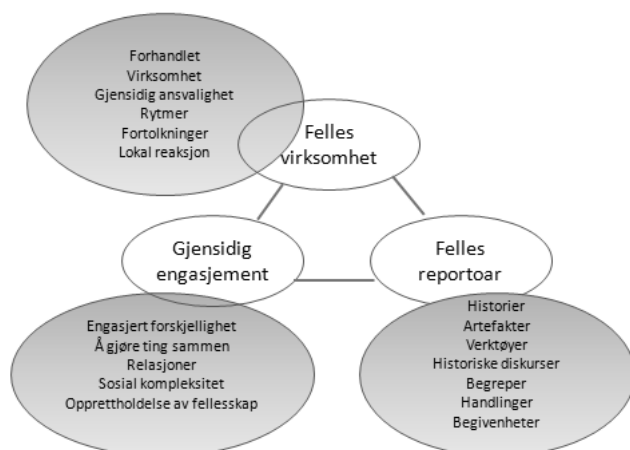 Forhandlet
Virksomhet
Gjensidig ansvalighet
Rytmer
Fortolkninger
Lokal reaksjon
Felles
virksomhet
Gjensidig
engasjement
Felles
reportoar
Engasjert forskjellighet
Å gjøre ting sammen
Relasjoner
Sosial kompleksitet
Opprettholdelse av fellesskap
Historier
Artefakter
Verktøyer
Historiske diskurser
Begreper
Handlinger
Begivenheter